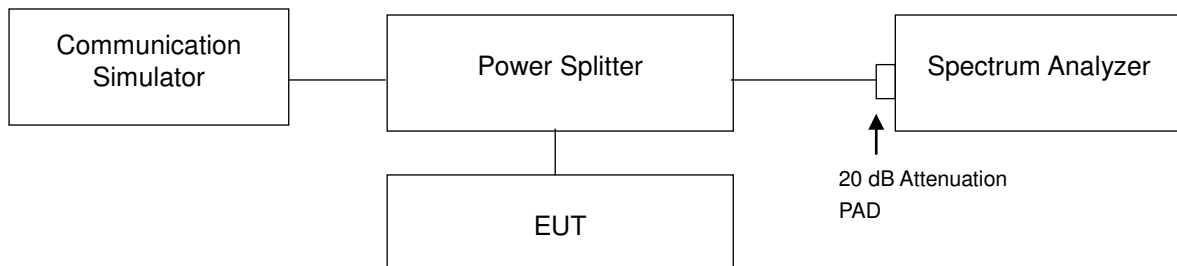 Communication
Simulator
Power Splitter
Spectrum Analyzer
20 dB Attenuation
PAD
EUT